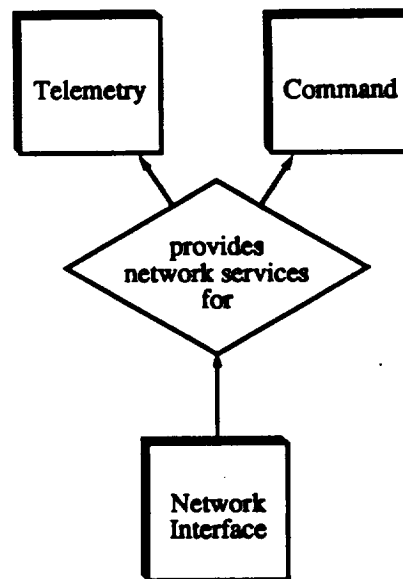 Telemetry
Command
provides
network services
for
Network
Interface